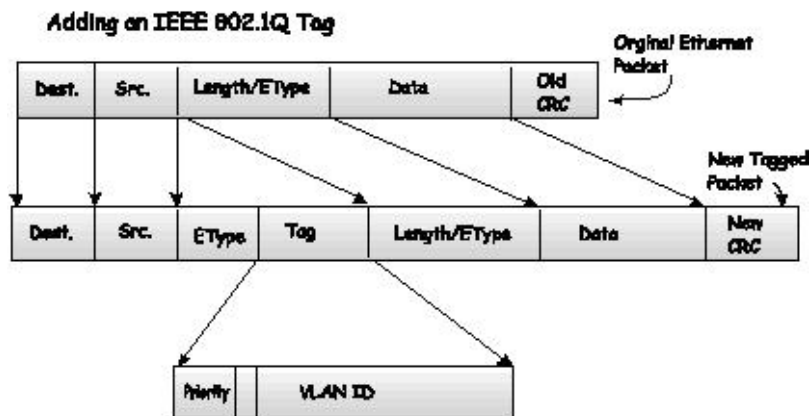 Adding an IEEE 802.1Q Tag
Orginal Ethernet
Packet
Dest. Src. Length/EType Data Old
CRC
New Tagged
Packet
Dest. Src. EType Tag Length/EType Data New
CRC
Priority VLAN ID